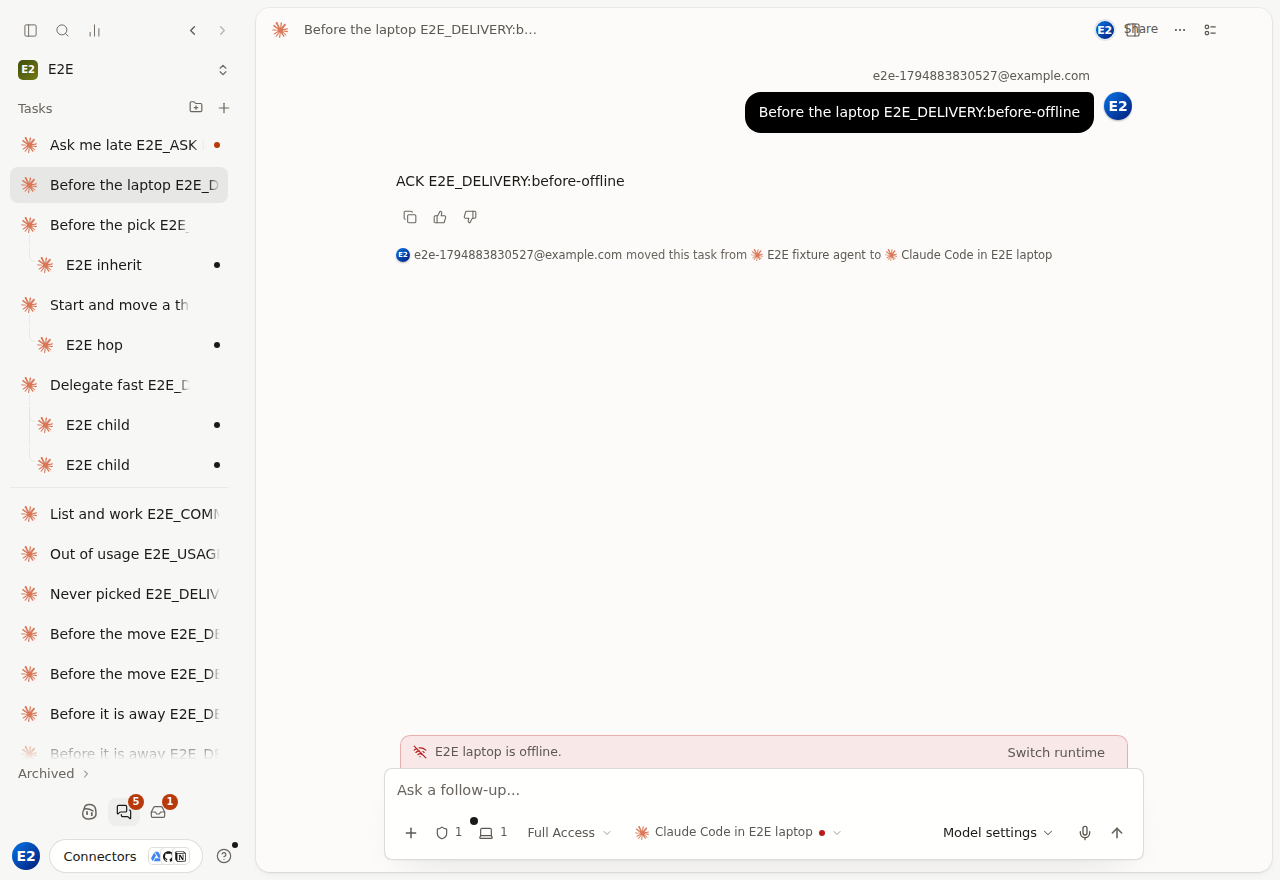 Before the laptop E2E_DELIVERY:b…
E2 Share
E2 E2E
Tasks
Ask me late E2E_ASK
Before the laptop E2E_D
Before the pick E2E_
E2E inherit
Start and move a th
E2E hop
Delegate fast E2E_D
E2E child
E2E child
List and work E2E_COMM
Out of usage E2E_USAGE
Never picked E2E_DELIV
Before the move E2E_DE
Before the move E2E_DE
Before it is away E2E_DE
Before it is away E2E_DE
Archived
5 1
E2 Connectors
e2e-1794883830527@example.com
Before the laptop E2E_DELIVERY:before-offline
E2
ACK E2E_DELIVERY:before-offline
E2 e2e-1794883830527@example.com moved this task from E2E fixture agent to Claude Code in E2E laptop
E2E laptop is offline. Switch runtime
Ask a follow-up...
1 1 Full Access Claude Code in E2E laptop Model settings